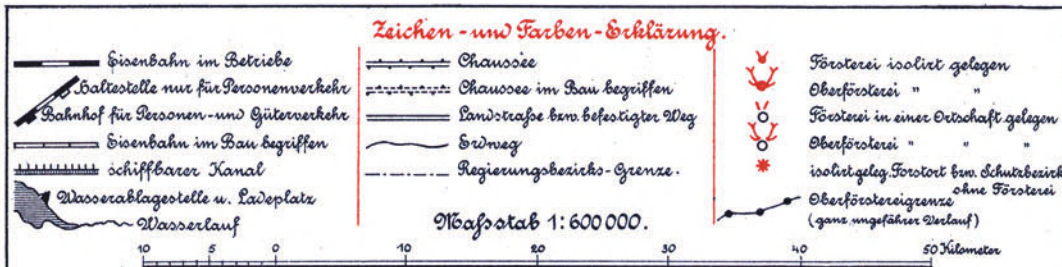 Zeichen- und Farben-Erklärung.
Eisenbahn im Betriebe
Haltestelle nur für Personenverkehr
Bahnhof für Personen- und Güterverkehr
Eisenbahn im Bau begriffen
schiffbarer Kanal
Wasserablagestelle u. Ladeplatz
Wasserlauf
Chaussée
Chaussée im Bau begriffen
Landstraße bzw. befestigter Weg
Erdweg
Regierungsbezirks-Grenze.
Maßstab 1:600000.
Försterei isolirt gelegen
Oberförsterei " "
Försterei in einer Ortschaft gelegen
Oberförsterei " " "
isolirt geleg. Forstort bzw. Schutzbezirk
ohne Försterei
Oberförstereigrenze
(ganz ungefährer Verlauf)
10 5 0 10 20 30 40 50 Kilometer